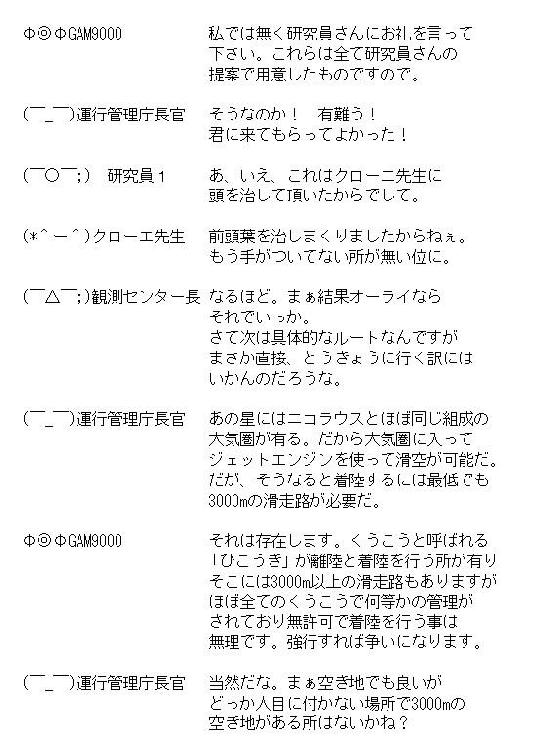 Φ◎ΦGAM9000 私では無く研究員さんにお礼を言って
下さい。これらは全て研究員さんの
提案で用意したものですので。
(￣_￣)運行管理庁長官 そうなのか！ 有難う！
君に来てもらってよかった！
(￣○￣;) 研究員１ あ、いえ、これはクローニ先生に
頭を治して頂いたからでして。
(*＾ー＾)クローエ先生 前頭葉を治しまくりましたからねぇ。
もう手がついてない所が無い位に。
(￣△￣;)観測センター長 なるほど。まぁ結果オーライなら
それでいっか。
さて次は具体的なルートなんですが
まさか直接、とうきょうに行く訳には
いかんのだろうな。
(￣_￣)運行管理庁長官 あの星にはニコラウスとほぼ同じ組成の
大気圏が有る。だから大気圏に入って
ジェットエンジンを使って滑空が可能だ。
だが、そうなると着陸するには最低でも
3000mの滑走路が必要だ。
Φ◎ΦGAM9000 それは存在します。くうこうと呼ばれる
「ひこうき」が離陸と着陸を行う所が有り
そこには3000m以上の滑走路もありますが
ほぼ全てのくうこうで何等かの管理が
されており無許可で着陸を行う事は
無理です。強行すれば争いになります。
(￣_￣)運行管理庁長官 当然だな。まぁ空き地でも良いが
どっか人目に付かない場所で3000mの
空き地がある所はないかね？